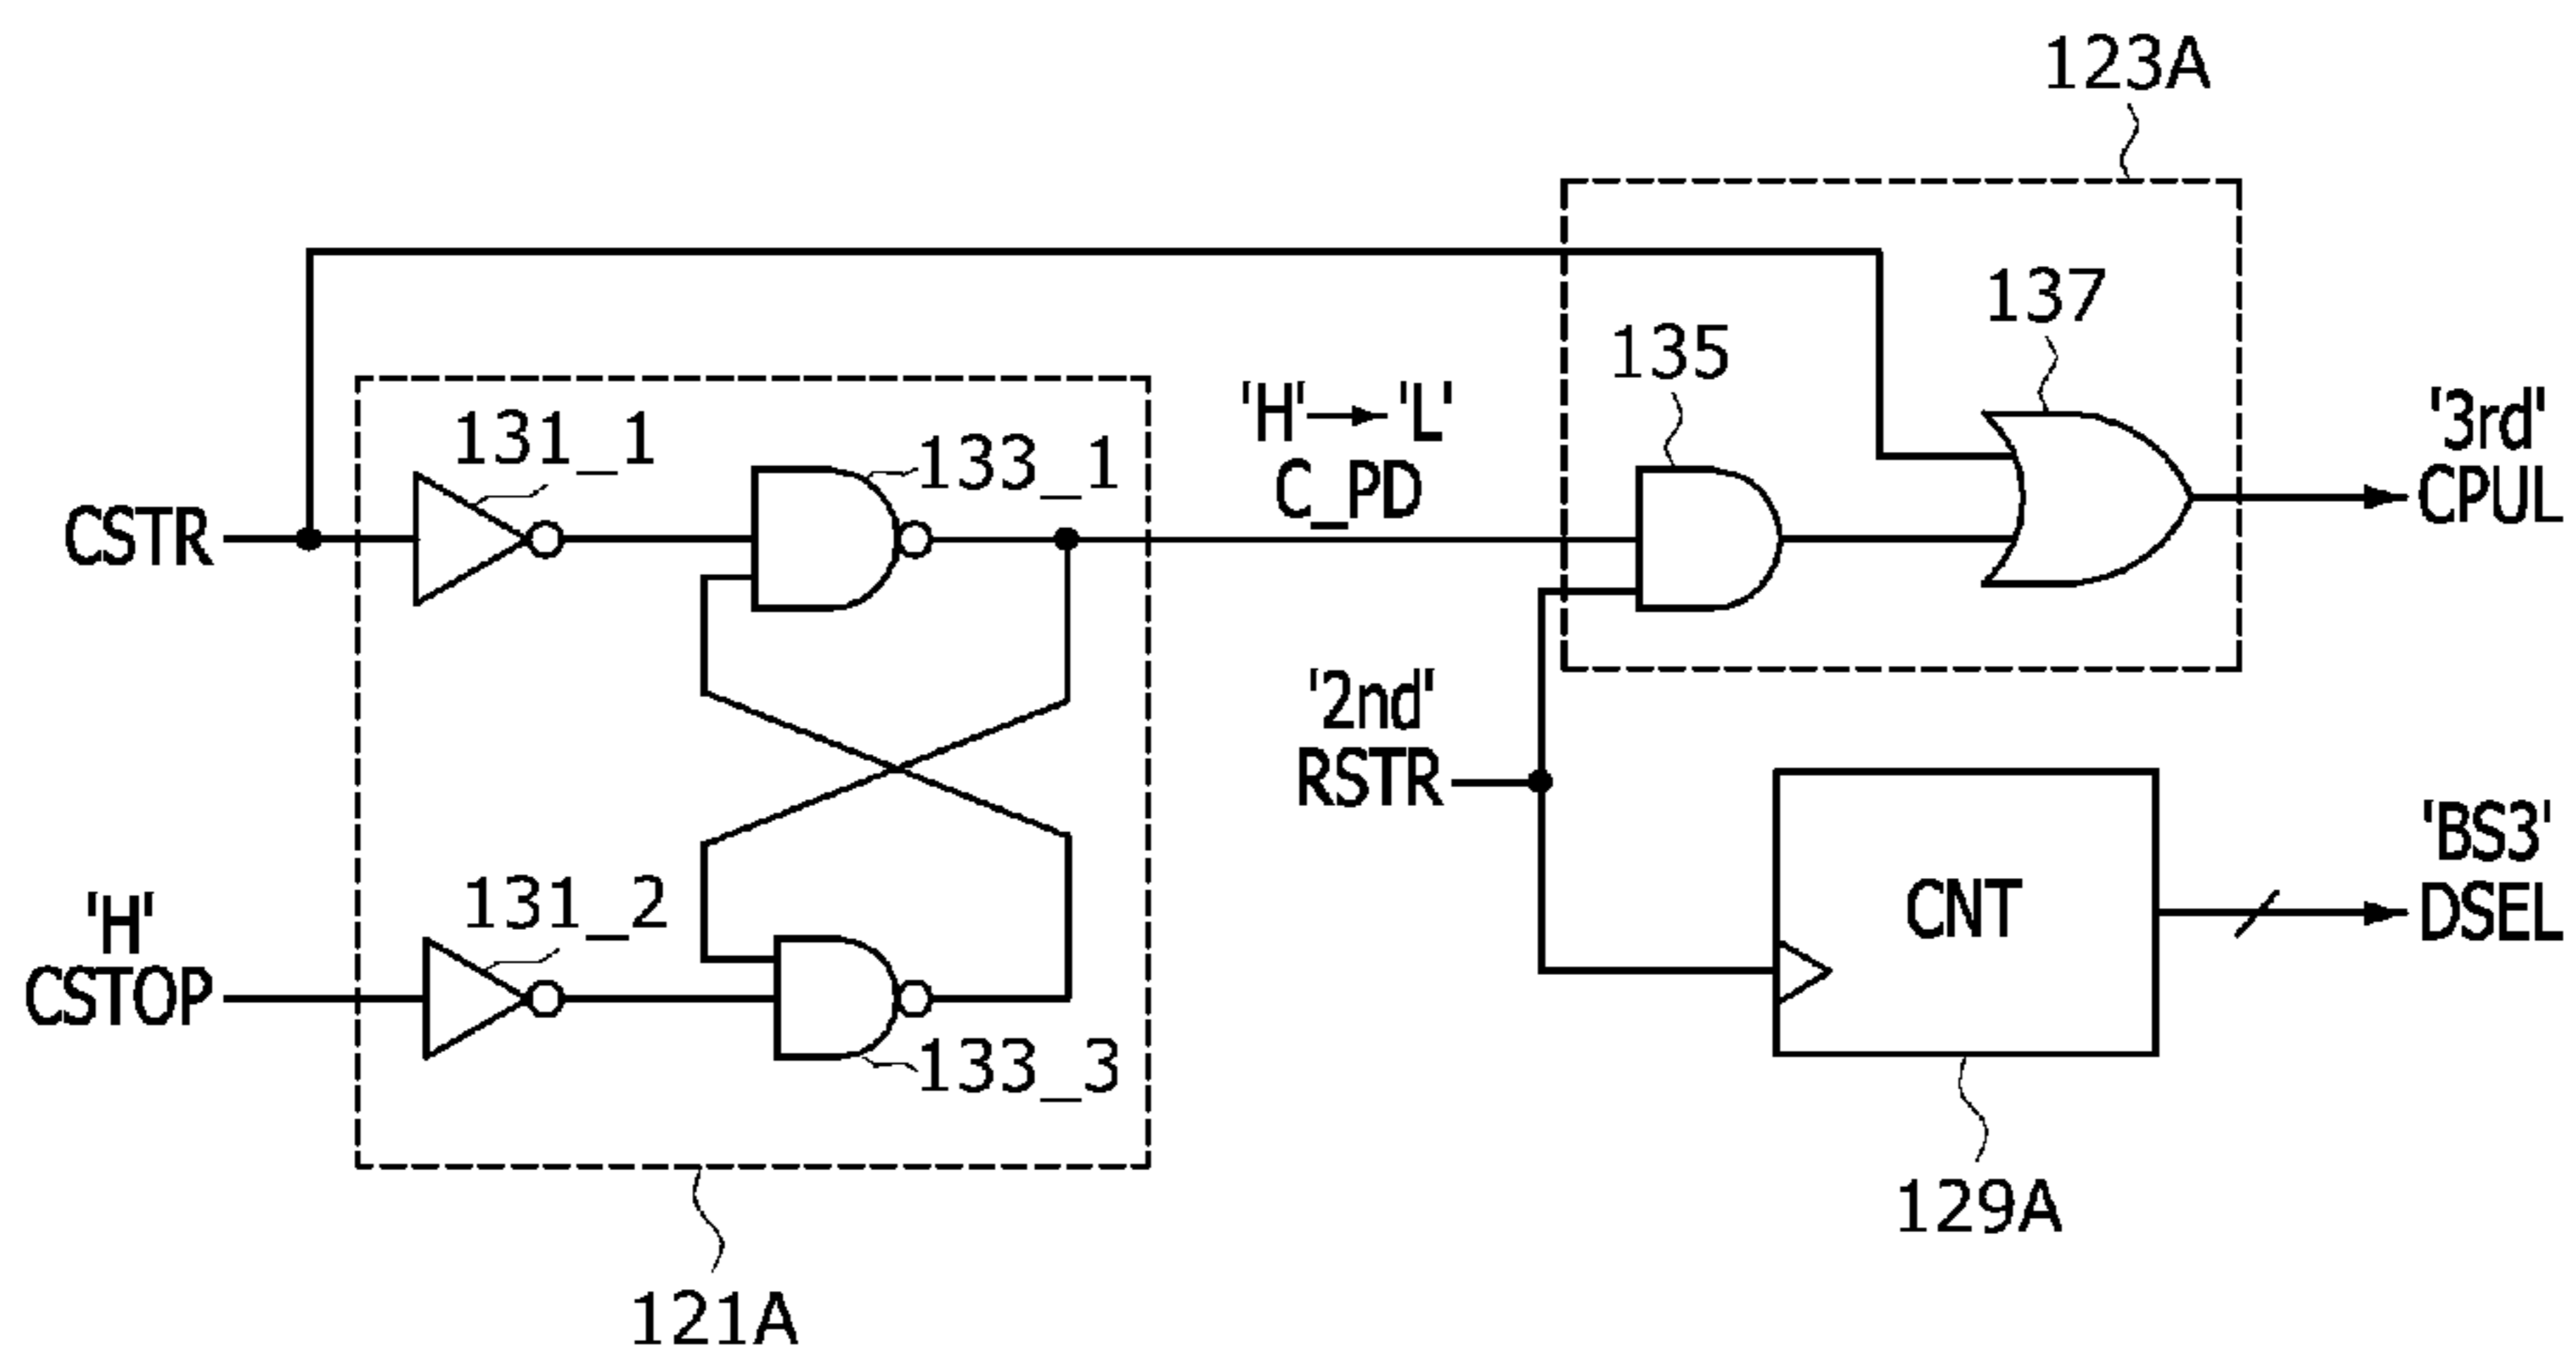 123A
137
135
'H' → 'L'
C_PD
'3rd'
CPUL
131_1
133_1
CSTR
'2nd'
RSTR
'H'
CSTOP
131_2
133_3
CNT
'BS3'
DSEL
129A
121A